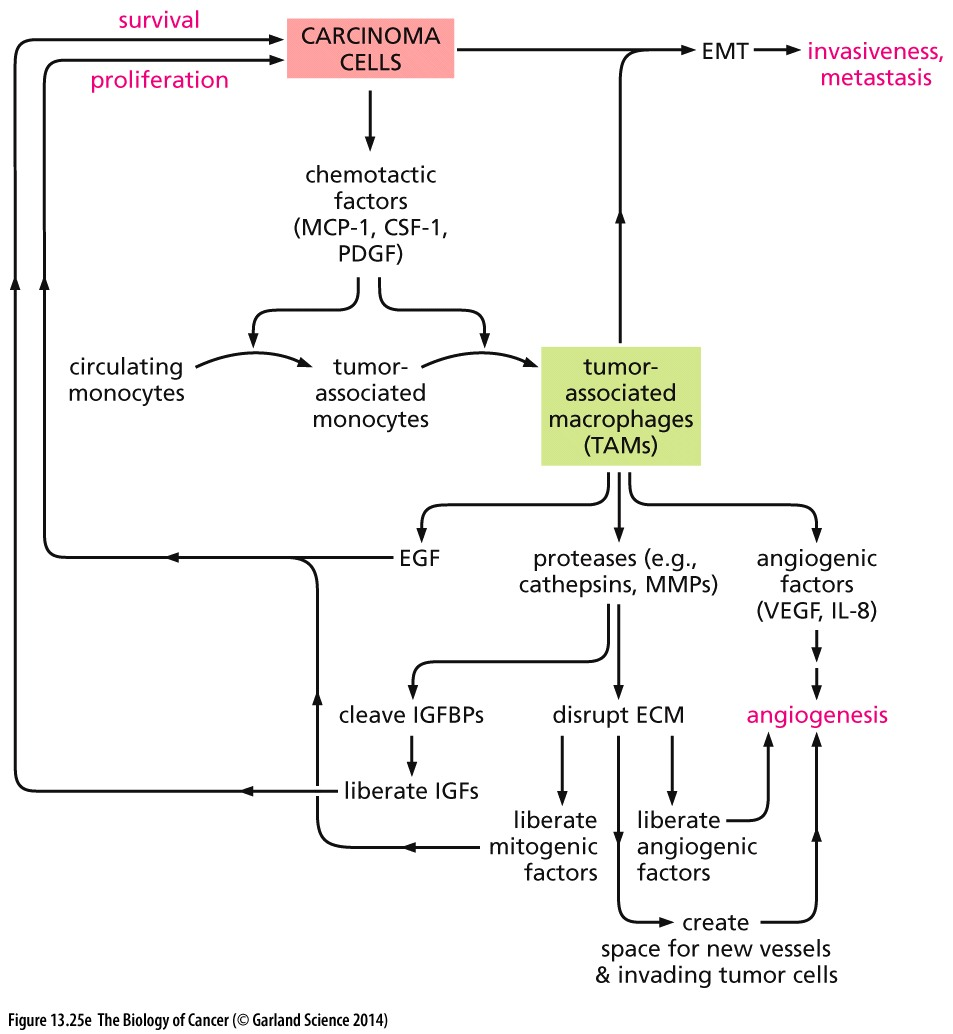 survival
CARCINOMA
CELLS
proliferation
EMT
invasiveness,
metastasis
chemotactic
factors
(MCP-1, CSF-1,
PDGF)
circulating
monocytes
tumor-
associated
monocytes
tumor-
associated
macrophages
(TAMs)
EGF
proteases (e.g.,
cathepsins, MMPs)
angiogenic
factors
(VEGF, IL-8)
cleave IGFBPs
disrupt ECM
angiogenesis
liberate IGFs
liberate
mitogenic
factors
liberate
angiogenic
factors
create
space for new vessels
& invading tumor cells
Figure 13.25e The Biology of Cancer (© Garland Science 2014)